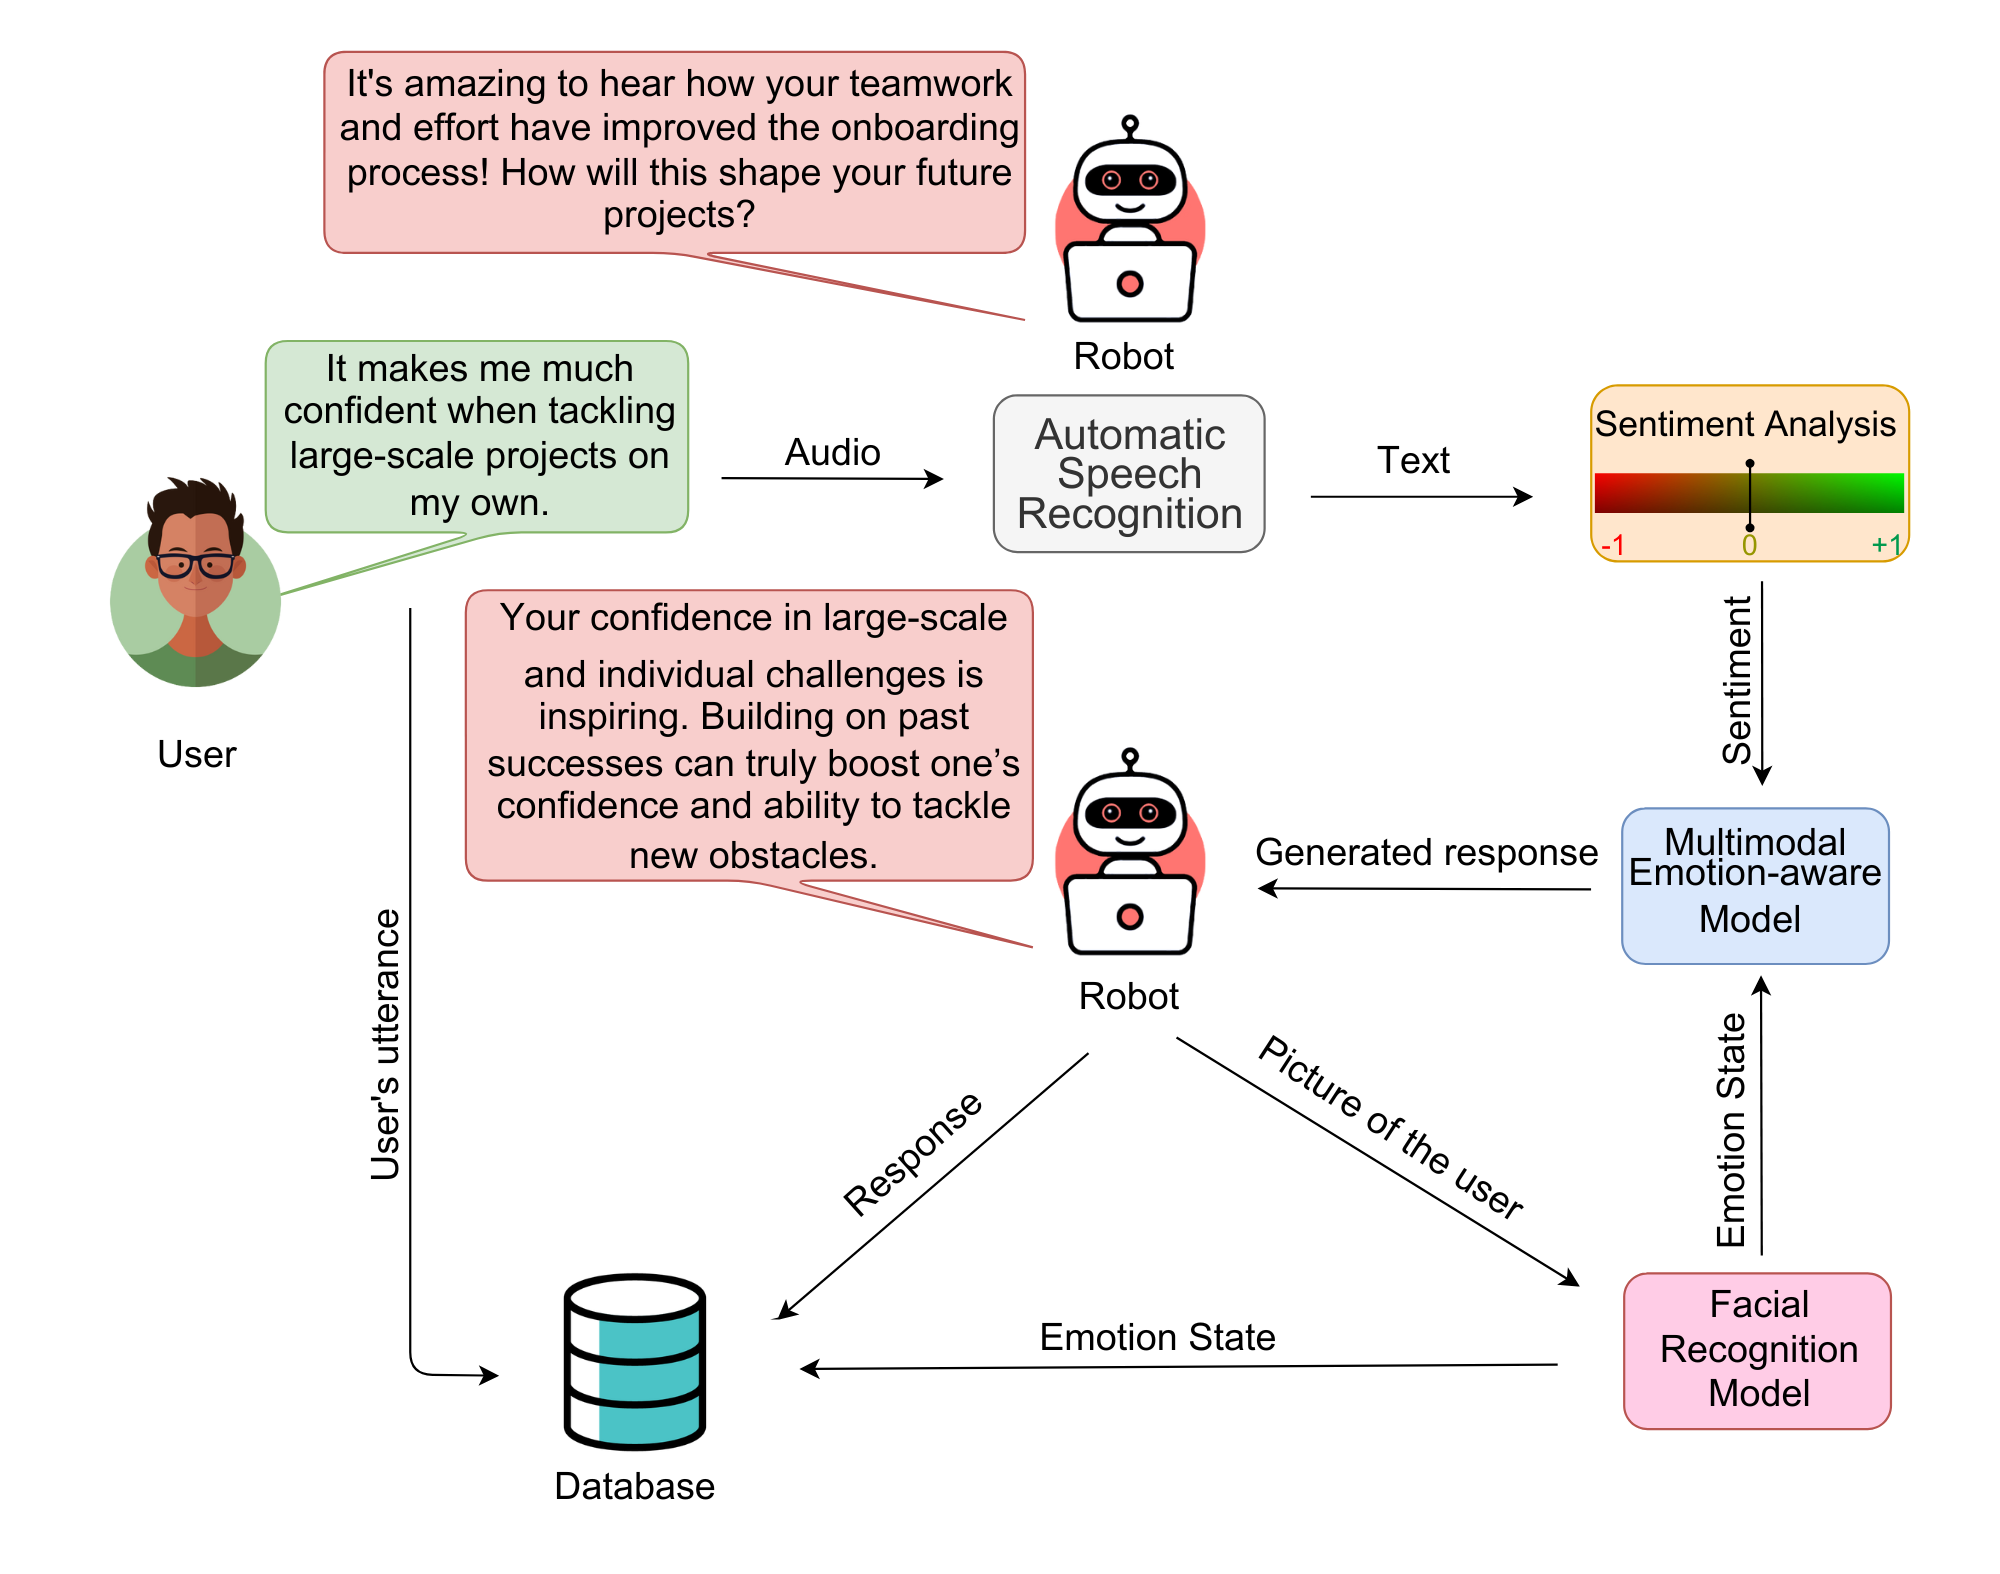 It's amazing to hear how your teamwork
and effort have improved the onboarding
process! How will this shape your future
projects?
Robot
It makes me much
confident when tackling
large-scale projects on
my own.
User
Audio
Automatic
Speech
Recognition
Text
Sentiment Analysis
-1
0
+1
Sentiment
Your confidence in large-scale
and individual challenges is
inspiring. Building on past
successes can truly boost one’s
confidence and ability to tackle
new obstacles.
Robot
Generated response
Multimodal
Emotion-aware
Model
User's utterance
Response
Picture of the user
Emotion State
Emotion State
Facial
Recognition
Model
Database